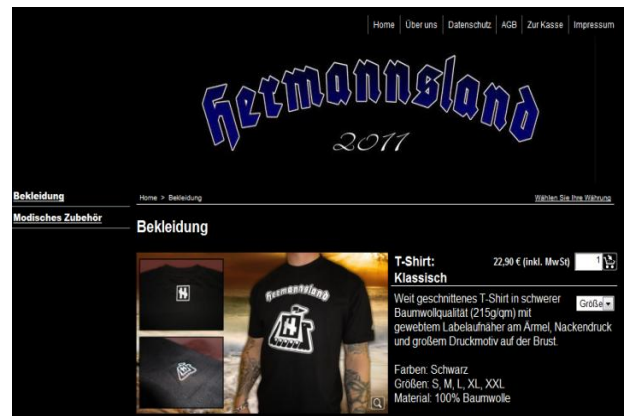 Home Über uns Datenschutz AGB Zur Kasse Impressum
Hermannsland
2011
Bekleidung
Modisches Zubehör
Home > Bekleidung
Wählen Sie Ihre Währung
Bekleidung
T-Shirt:
Klassisch
22,90 € (inkl. MwSt)
1
Weit geschnittenes T-Shirt in schwerer
Baumwollqualität (215g/qm) mit
gewebtem Labelaufnäher am Ärmel, Nackendruck
und großem Druckmotiv auf der Brust.
Größe
Farben: Schwarz
Größen: S, M, L, XL, XXL
Material: 100% Baumwolle
Hermannsland
H
H